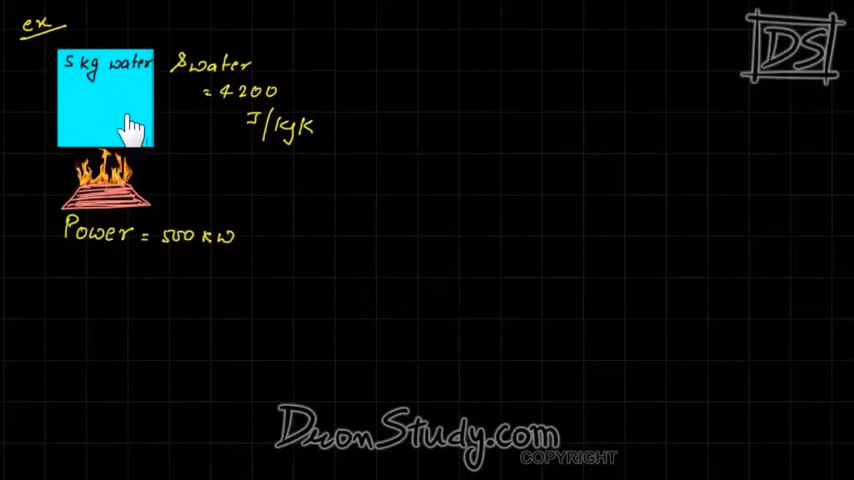 ex
5 kg water
Swater
= 4200
J/kgK
Power = 500 kW
DS
DronStudy.com
COPYRIGHT